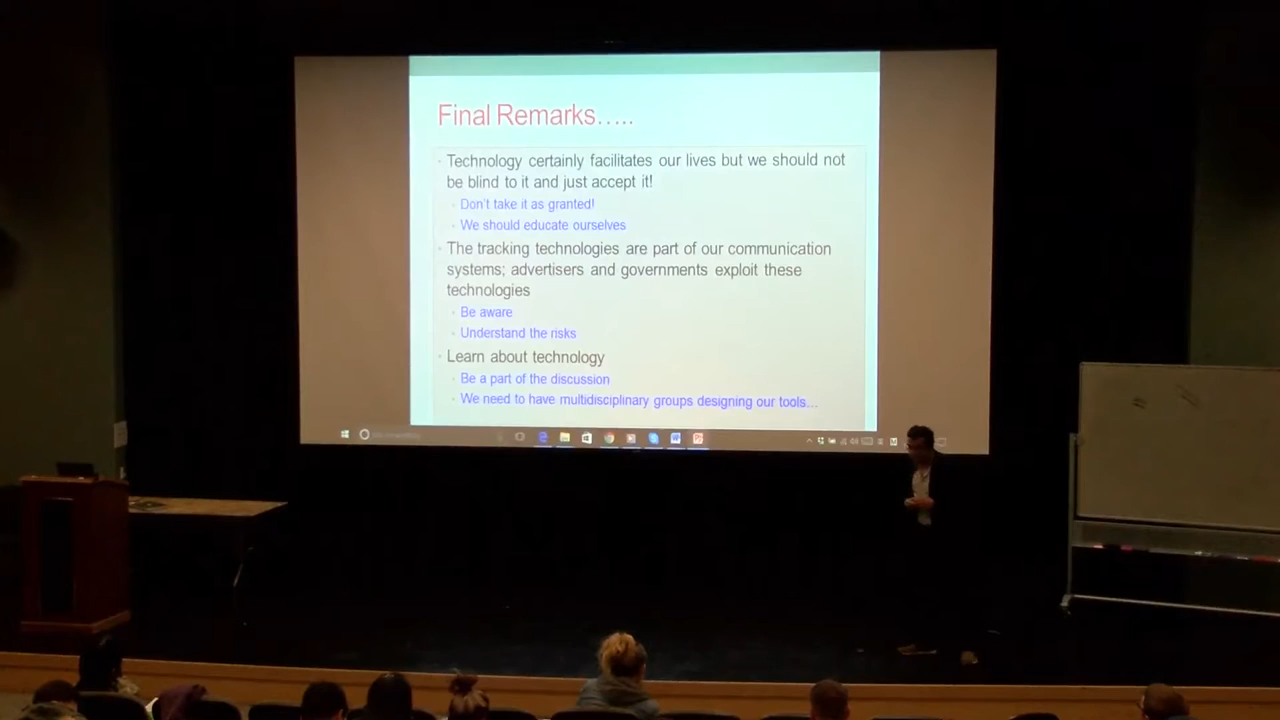 Final Remarks…..
Technology certainly facilitates our lives but we should not
be blind to it and just accept it!
Don't take it as granted!
We should educate ourselves
The tracking technologies are part of our communication
systems; advertisers and governments exploit these
technologies
Be aware
Understand the risks
Learn about technology
Be a part of the discussion
We need to have multidisciplinary groups designing our tools…